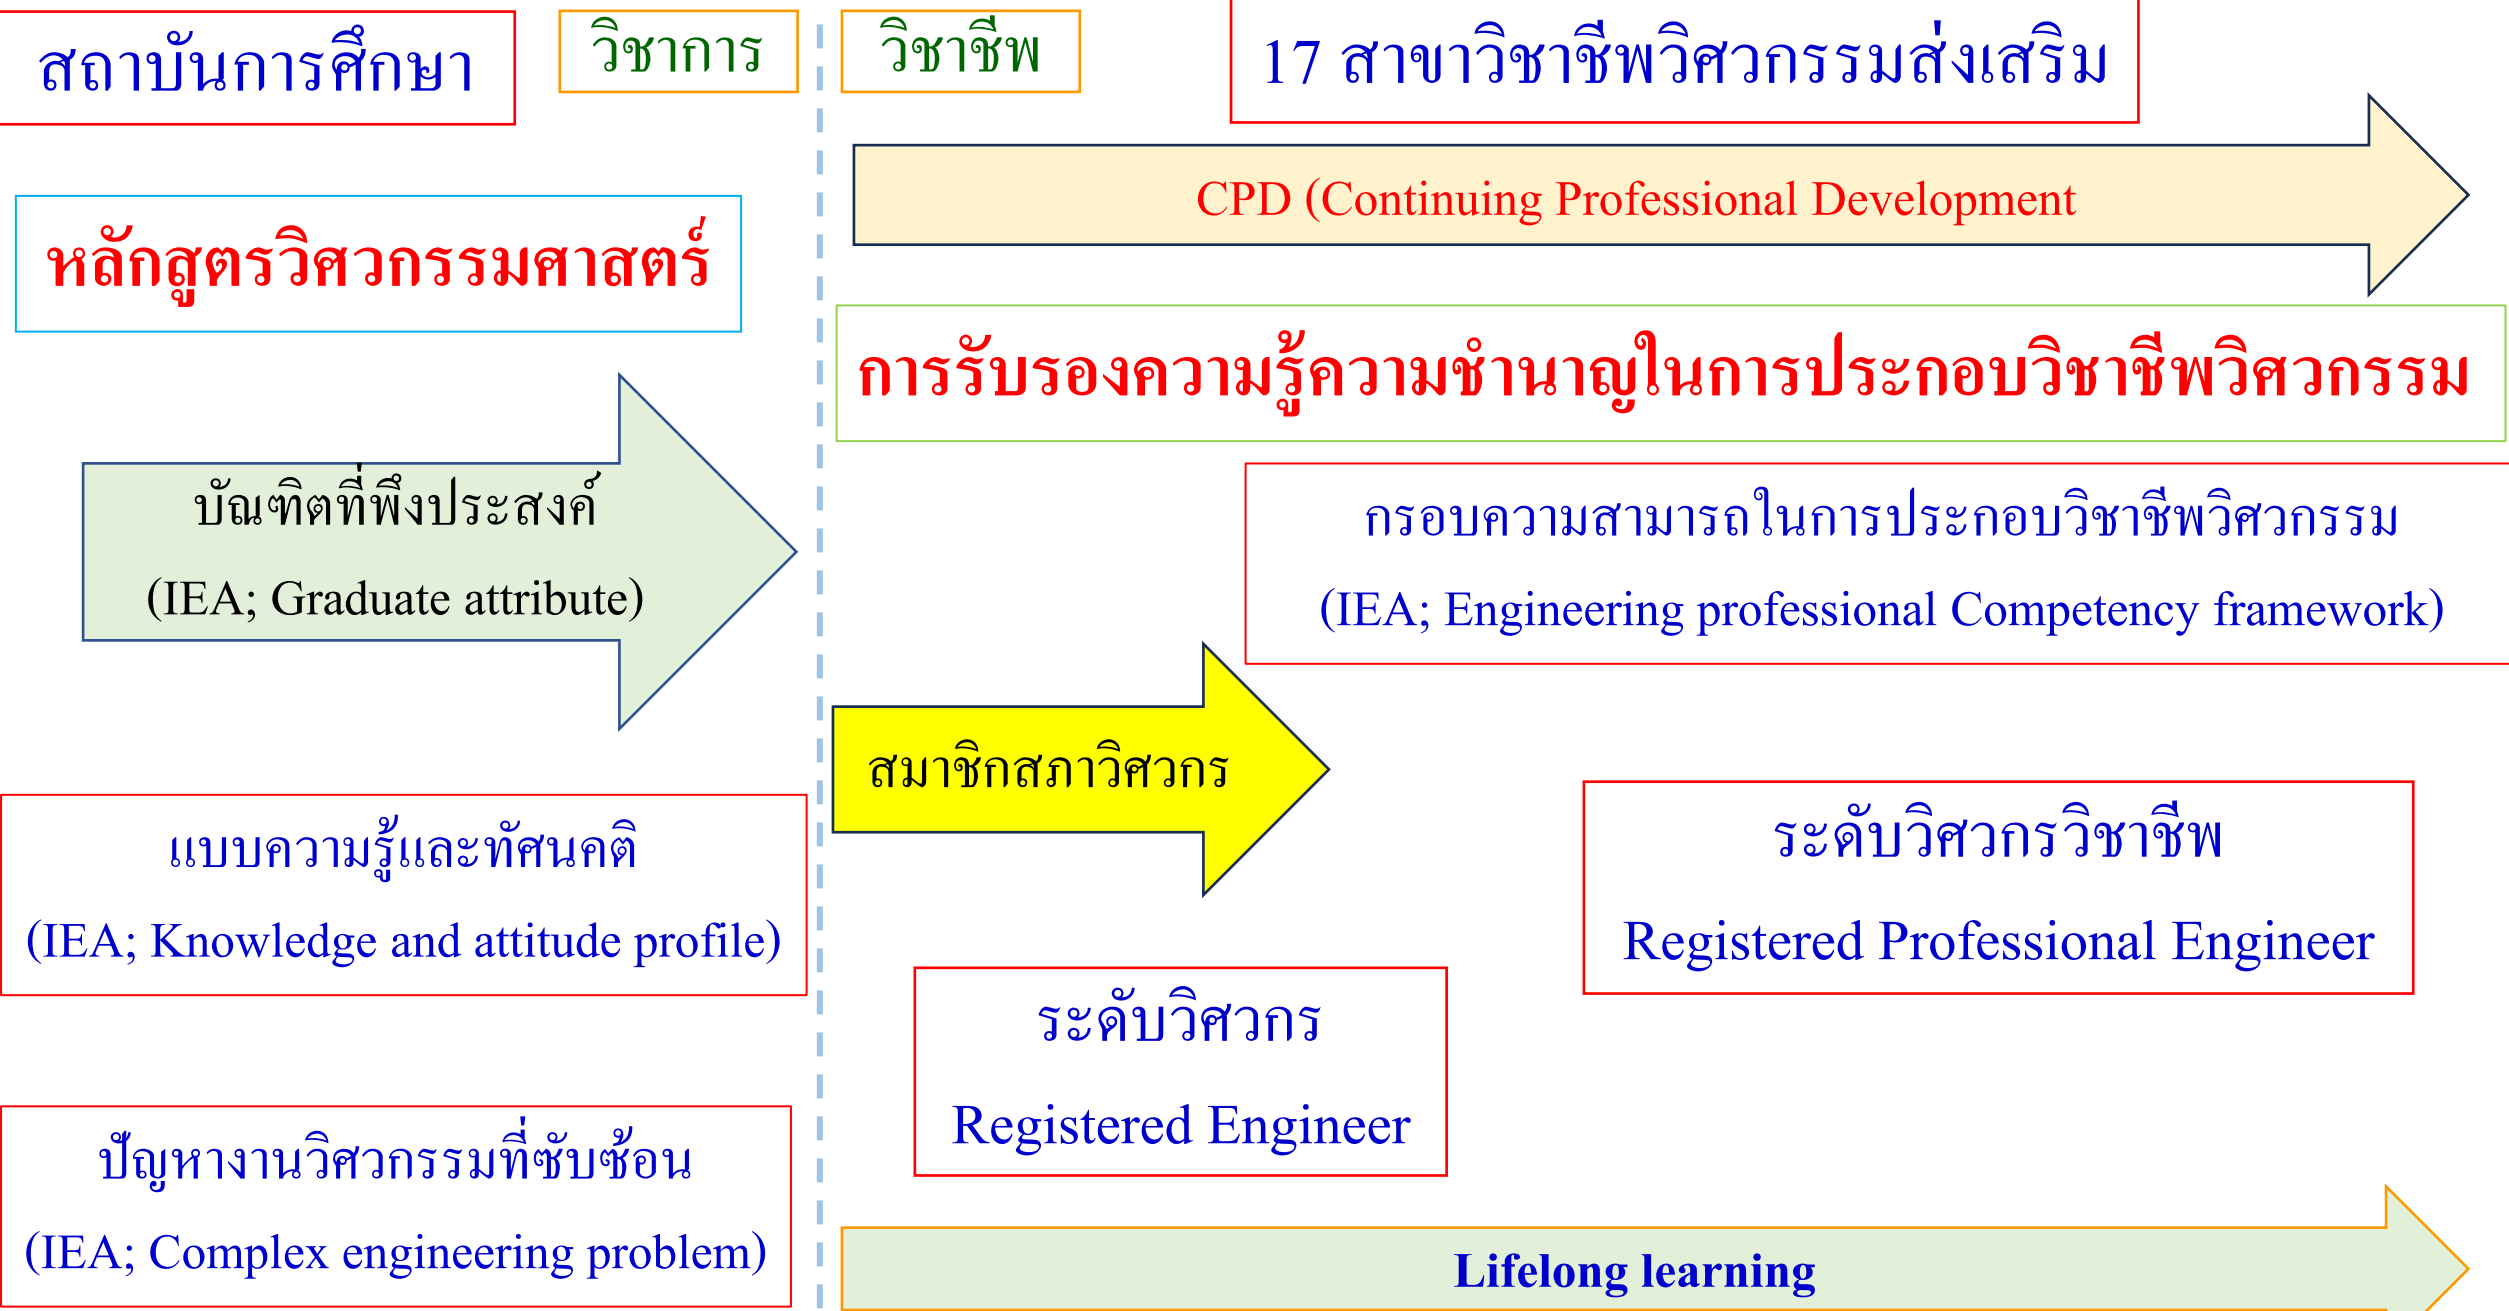 สถาบันการศึกษา
วิชาการ
วิชาชีพ
17 สาขาวิชาชีพวิศวกรรมส่งเสริม
CPD (Continuing Professional Development
หลักสูตรวิศวกรรมศาสตร์
การรับรองความรู้ความชำนาญในการประกอบวิชาชีพวิศวกรรม
บัณฑิตที่พึงประสงก์
(IEA; Graduate attribute)
กรอบความสามารถในการประกอบวิชาชีพวิศวกรรม
(IEA; Engineering professional Competency framework)
สมาชิกสภาวิศวกร
แบบความรู้และทัศนคติ
(IEA; Knowledge and attitude profile)
ระดับวิศวกรวิชาชีพ
Registered Professional Engineer
ระดับวิศวกร
Registered Engineer
ปัญหางานวิศวกรรมที่ซับซ้อน
(IEA; Complex engineering problem)
Lifelong learning